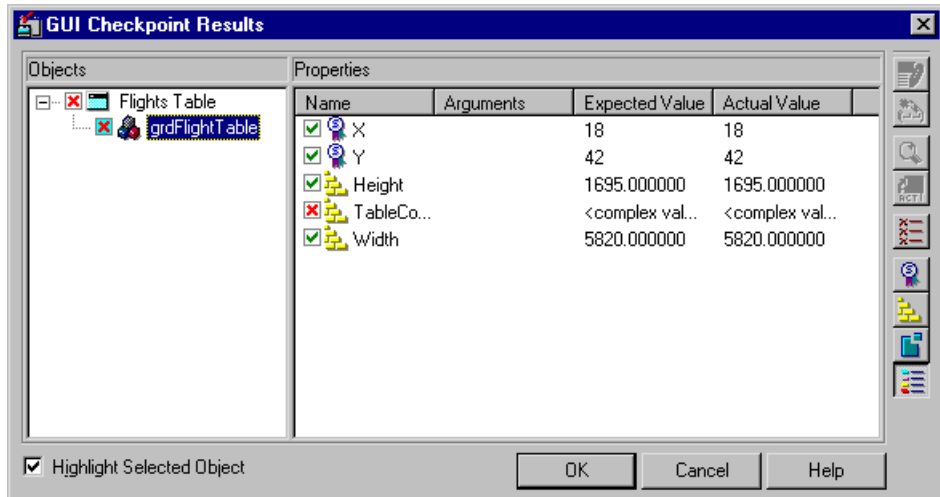 GUI Checkpoint Results
Objects
Properties
Flights Table
grdFlightTable
Name Arguments Expected Value Actual Value
X 18 18
Y 42 42
Height 1695.000000 1695.000000
TableCo... <complex val... <complex val...
Width 5820.000000 5820.000000
ACT!
Highlight Selected Object
OK Cancel Help